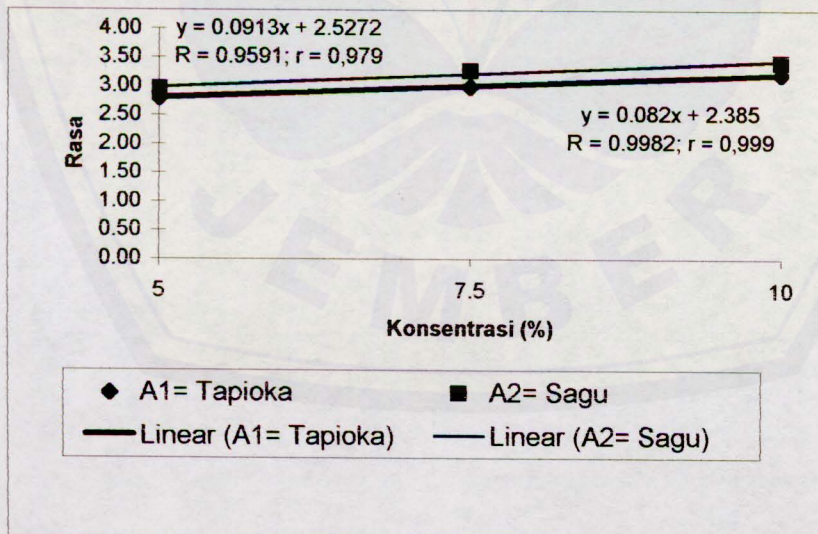 y = 0.0913x + 2.5272
R = 0.9591; r = 0,979
4.00
3.50
3.00
2.50
2.00
1.50
1.00
0.50
0.00
Rasa
y = 0.082x + 2.385
R = 0.9982; r = 0,999
5
7.5
10
Konsentrasi (%)
A1= Tapioka
A2= Sagu
Linear (A1= Tapioka)
Linear (A2= Sagu)
JEMBER